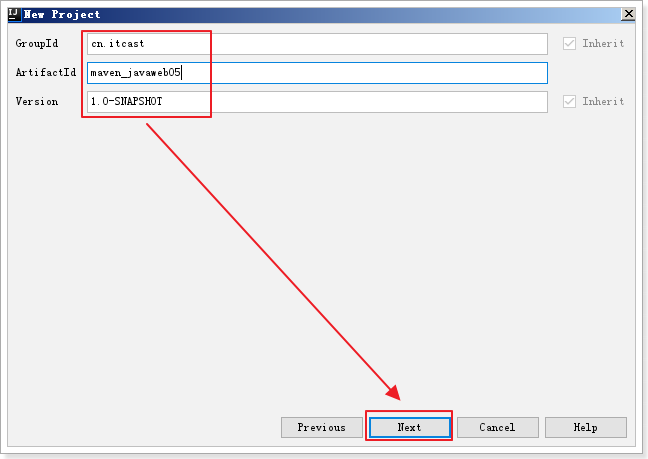 IJ New Project
GroupId cn.itcast Inherit
ArtifactId maven_javaweb05
Version 1.0-SNAPSHOT Inherit
Previous Next Cancel Help